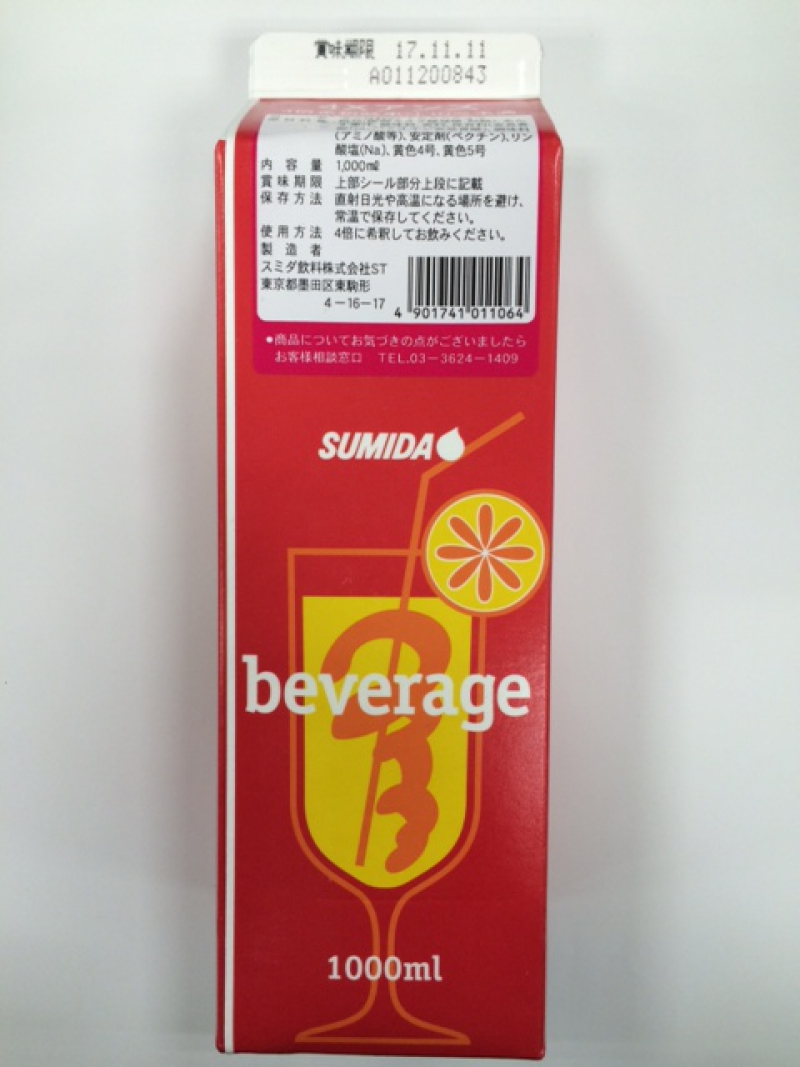 賞味期限 17.11.11
A011200843
(アミノ酸等)、安定剤(ペクチン)、リン
酸塩(Na)、黄色4号、黄色5号
内容量 1,000ml
賞味期限 上部シール部分上段に記載
保存方法 直射日光や高温になる場所を避け、
常温で保存してください。
使用方法 4倍に希釈してお飲みください。
製造者
スミダ飲料株式会社ST
東京都墨田区東駒形
4-16-17
4 901741 011064
●商品についてお気づきの点がございましたら
お客様相談窓口 TEL.03-3624-1409
SUMIDA
beverage
1000ml